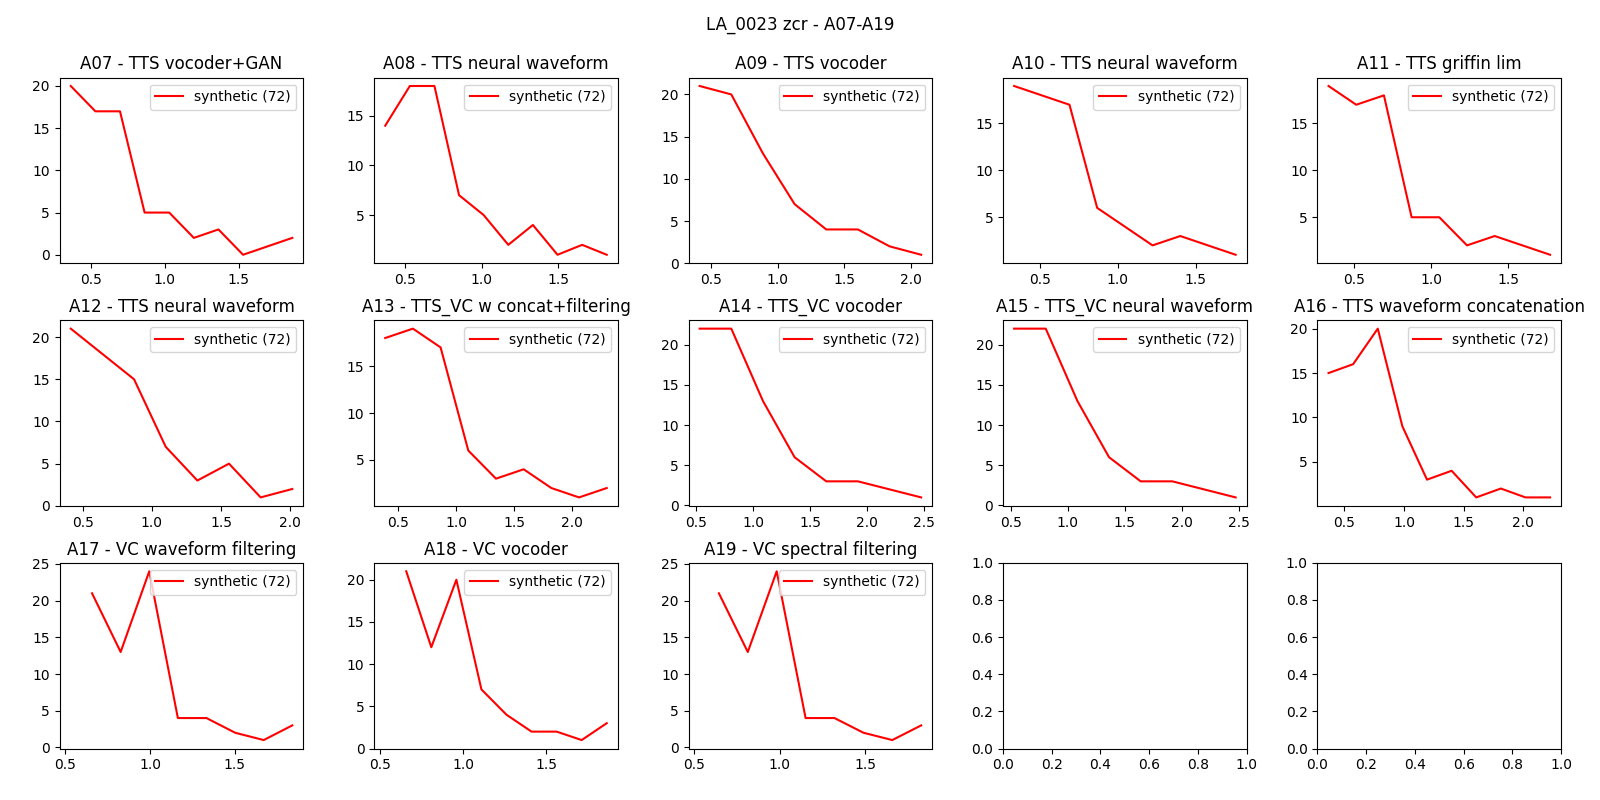 LA_0023 zcr - A07-A19
A07 - TTS vocoder+GAN
synthetic (72)
20
15
10
5
0
0.5 1.0 1.5
A08 - TTS neural waveform
synthetic (72)
15
10
5
0.5 1.0 1.5
A09 - TTS vocoder
synthetic (72)
20
15
10
5
0
0.5 1.0 1.5 2.0
A10 - TTS neural waveform
synthetic (72)
15
10
5
0.5 1.0 1.5
A11 - TTS griffin lim
synthetic (72)
15
10
5
0.5 1.0 1.5
A12 - TTS neural waveform
synthetic (72)
20
15
10
5
0
0.5 1.0 1.5 2.0
A13 - TTS_VC w concat+filtering
synthetic (72)
15
10
5
0.5 1.0 1.5 2.0
A14 - TTS_VC vocoder
synthetic (72)
20
15
10
5
0
0.5 1.0 1.5 2.0 2.5
A15 - TTS_VC neural waveform
synthetic (72)
20
15
10
5
0
0.5 1.0 1.5 2.0 2.5
A16 - TTS waveform concatenation
synthetic (72)
20
15
10
5
0.5 1.0 1.5 2.0
A17 - VC waveform filtering
synthetic (72)
25
20
15
10
5
0
0.5 1.0 1.5
A18 - VC vocoder
synthetic (72)
20
15
10
5
0
0.5 1.0 1.5
A19 - VC spectral filtering
synthetic (72)
25
20
15
10
5
0
0.5 1.0 1.5
1.0
0.8
0.6
0.4
0.2
0.0
0.0 0.2 0.4 0.6 0.8 1.0
1.0
0.8
0.6
0.4
0.2
0.0
0.0 0.2 0.4 0.6 0.8 1.0